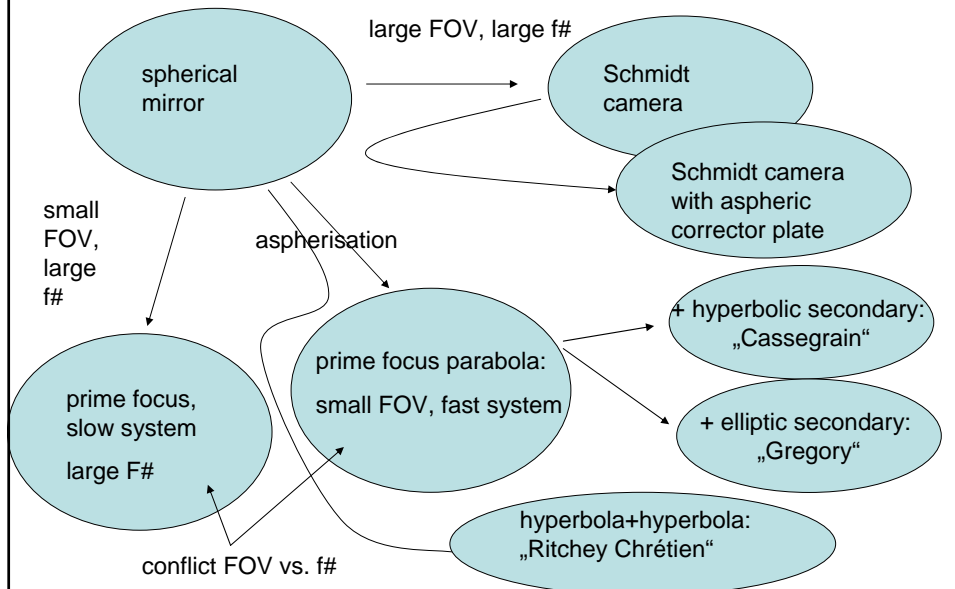 large FOV, large f#
spherical
mirror
Schmidt
camera
Schmidt camera
with aspheric
corrector plate
small
FOV,
large
f#
aspherisation
+ hyperbolic secondary:
„Cassegrain“
prime focus parabola:
small FOV, fast system
prime focus,
slow system
large F#
+ elliptic secondary:
„Gregory“
hyperbola+hyperbola:
„Ritchey Chrétien“
conflict FOV vs. f#